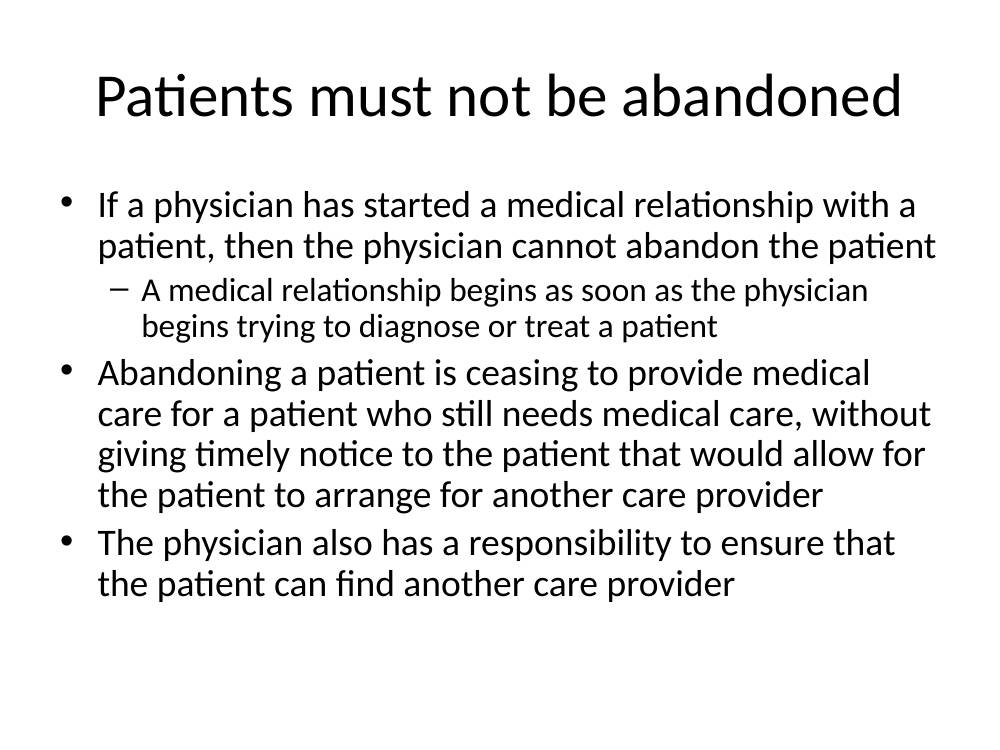 Patients must not be abandoned
• If a physician has started a medical relationship with a
patient, then the physician cannot abandon the patient
– A medical relationship begins as soon as the physician
begins trying to diagnose or treat a patient
• Abandoning a patient is ceasing to provide medical
care for a patient who still needs medical care, without
giving timely notice to the patient that would allow for
the patient to arrange for another care provider
• The physician also has a responsibility to ensure that
the patient can find another care provider